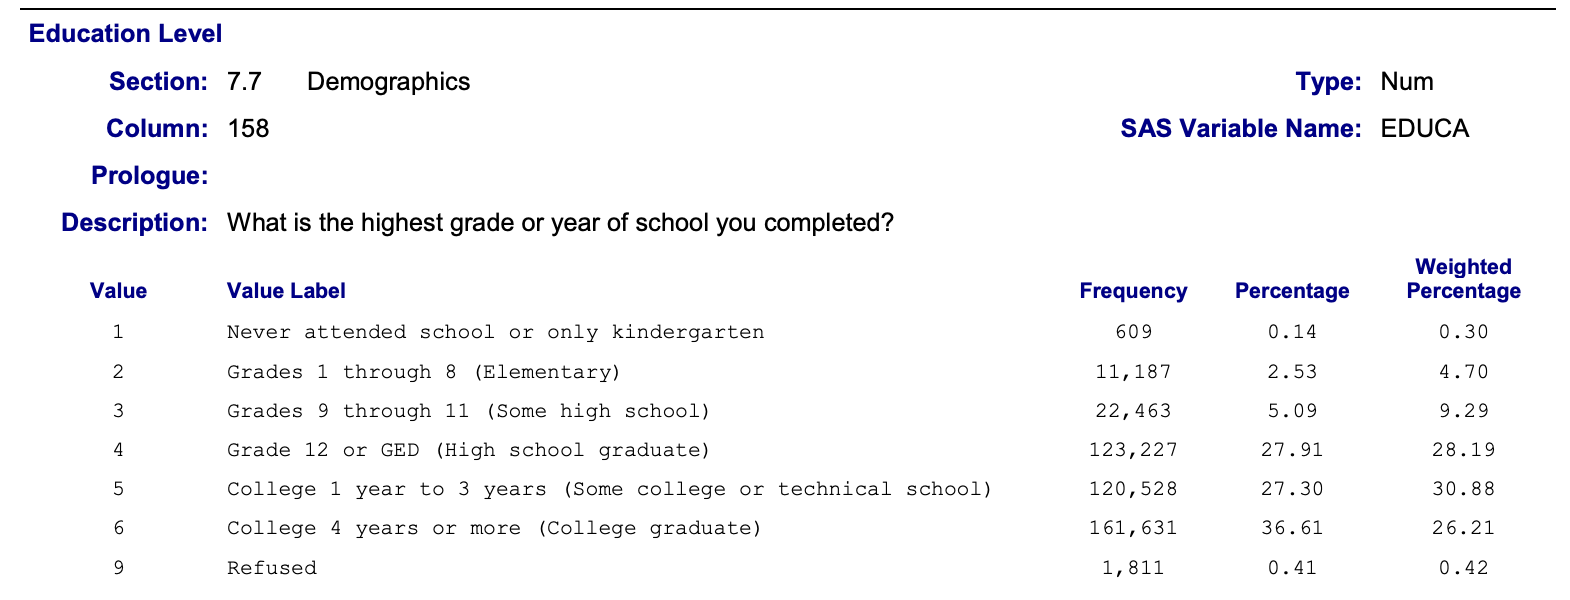 Education Level
Section: 7.7 Demographics Type: Num
Column: 158 SAS Variable Name: EDUCA
Prologue:
Description: What is the highest grade or year of school you completed?
Value Value Label Frequency Percentage Weighted Percentage
1 Never attended school or only kindergarten 609 0.14 0.30
2 Grades 1 through 8 (Elementary) 11,187 2.53 4.70
3 Grades 9 through 11 (Some high school) 22,463 5.09 9.29
4 Grade 12 or GED (High school graduate) 123,227 27.91 28.19
5 College 1 year to 3 years (Some college or technical school) 120,528 27.30 30.88
6 College 4 years or more (College graduate) 161,631 36.61 26.21
9 Refused 1,811 0.41 0.42